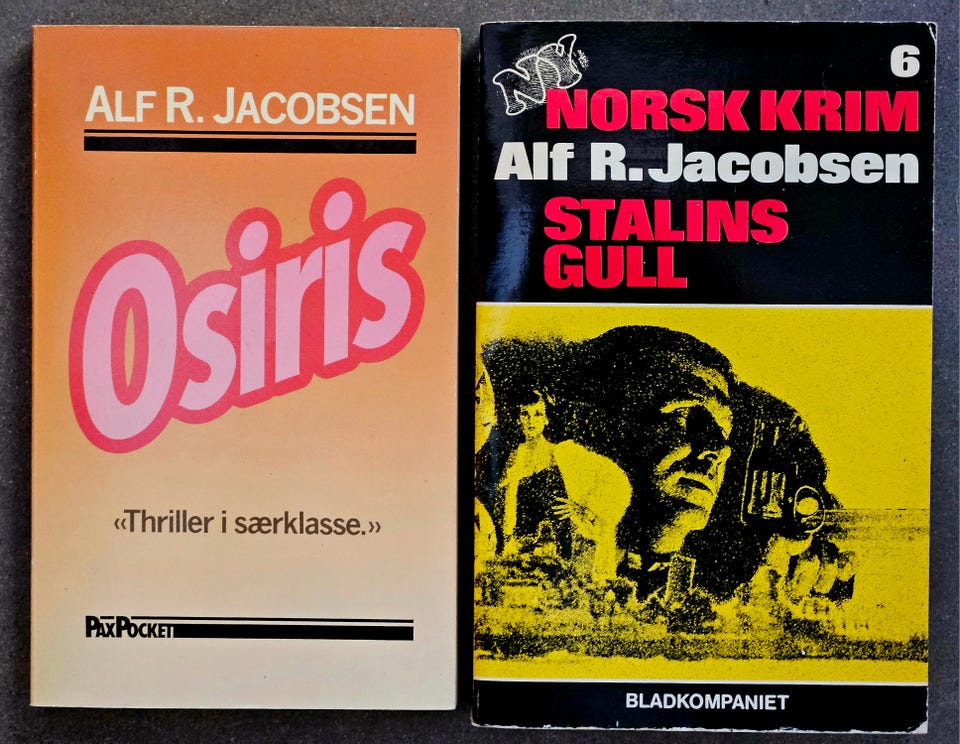 ALF R. JACOBSEN
Osiris
«Thriller i særklasse.»
PAXPOCKET
6
NORSK KRIM
Alf R. Jacobsen
STALINS
GULL
BLADKOMPANIET